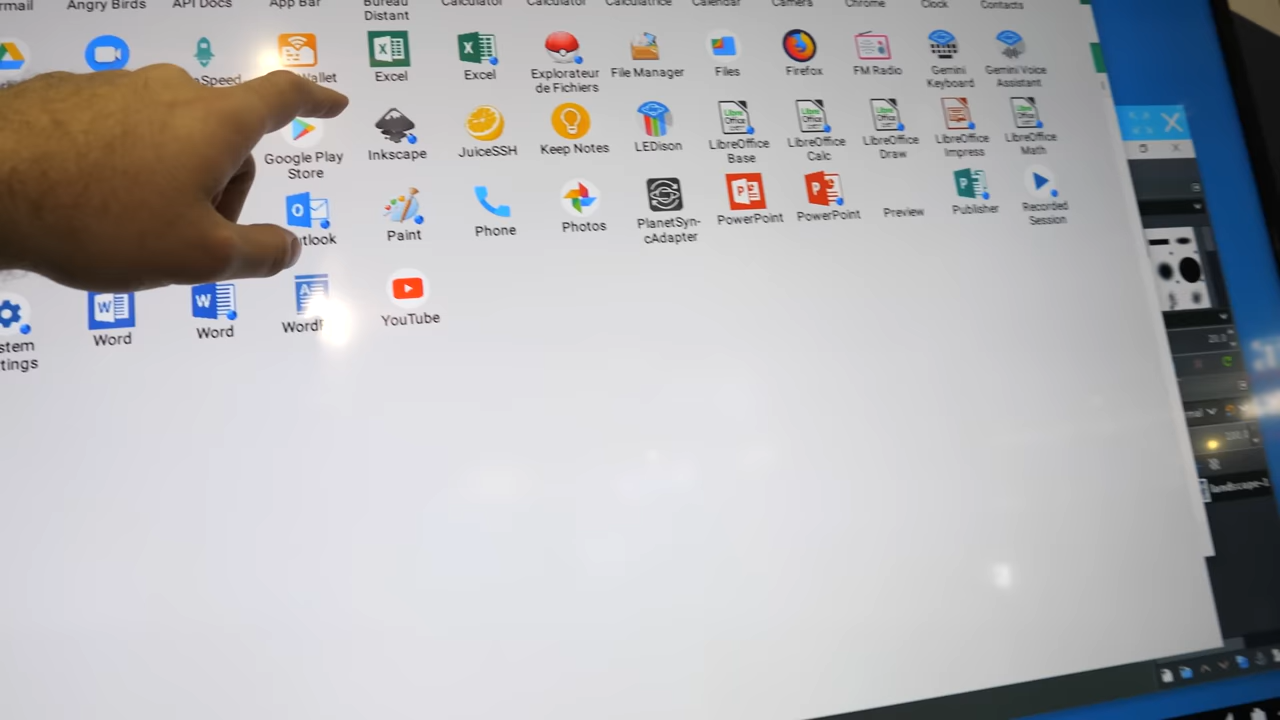 Angry Birds
API Docs
App Bar
Bureau
Distant
Calculator
Calculator
Calculatrice
Calendar
Camera
Chrome
Clock
Contacts
Excel
Excel
Explorateur
de Fichiers
File Manager
Files
Firefox
FM Radio
Gemini
Keyboard
Gemini Voice
Assistant
Google Play
Store
Inkscape
JuiceSSH
Keep Notes
LEDison
LibreOffice
Base
LibreOffice
Calc
LibreOffice
Draw
LibreOffice
Impress
LibreOffice
Math
Paint
Phone
Photos
PlanetSyn-
cAdapter
PowerPoint
PowerPoint
Preview
Publisher
Recorded
Session
Word
Word
YouTube